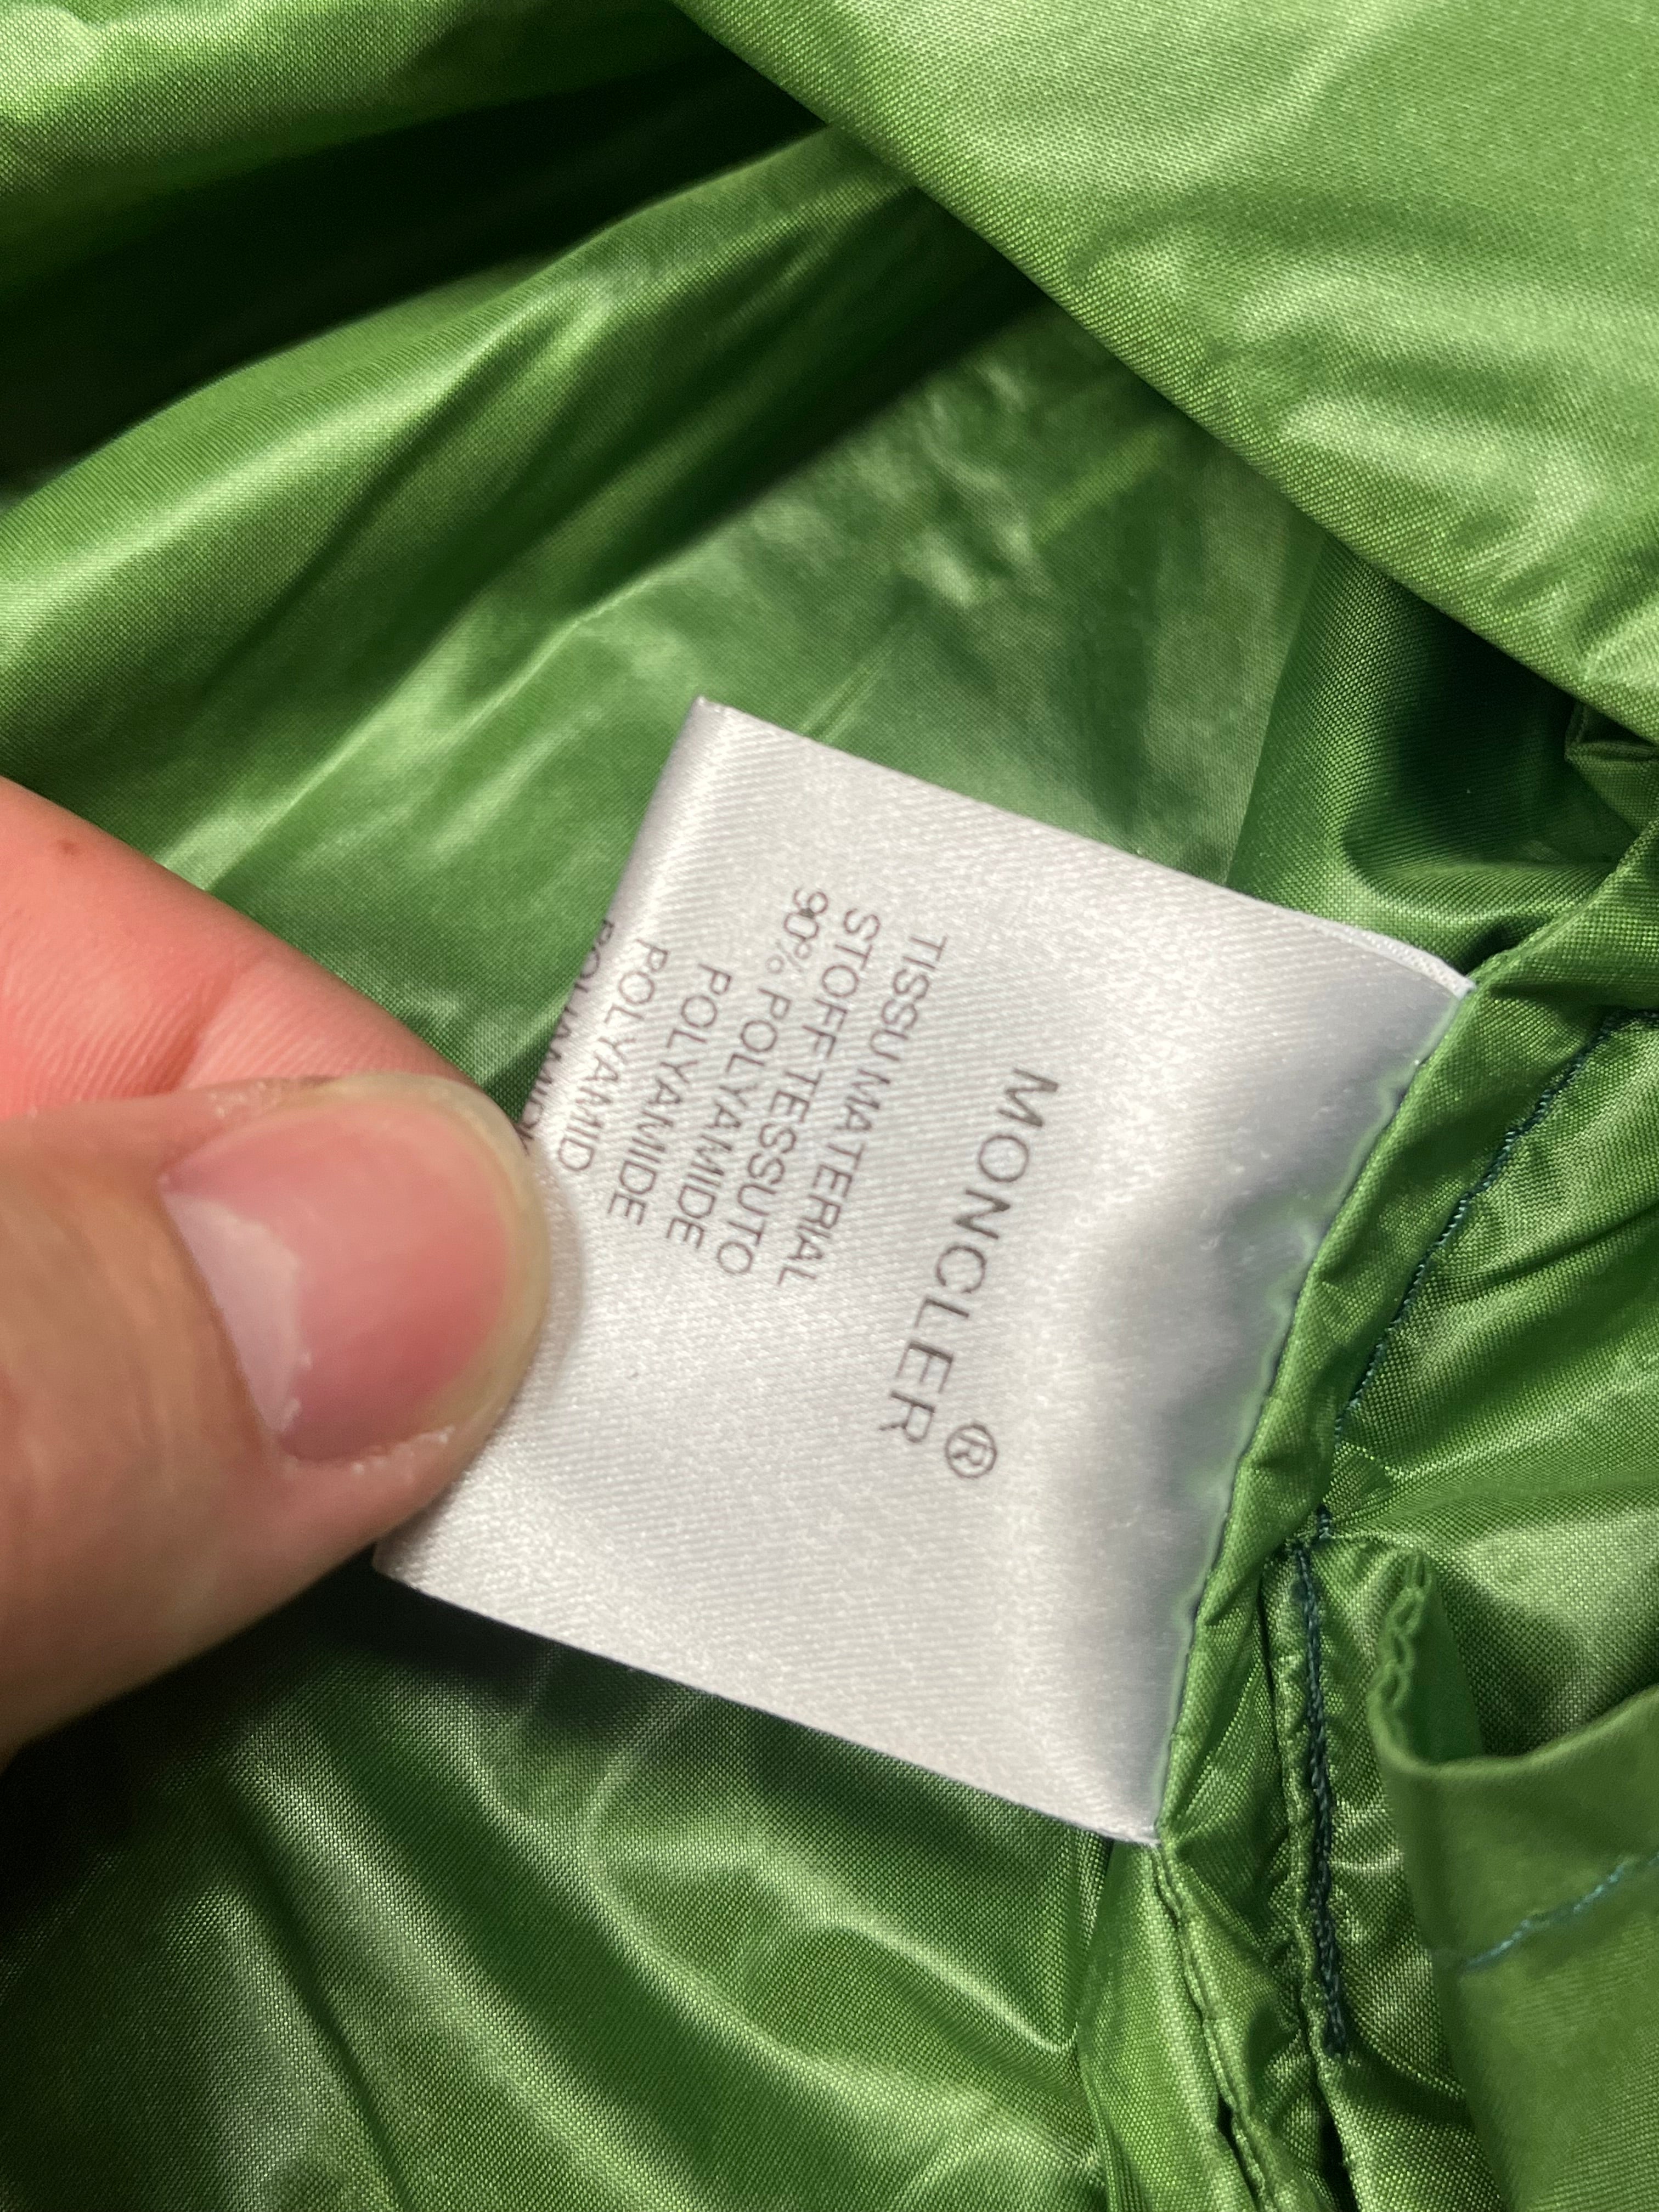 MONCLER®
TISSU MATERIAL
STOFF TESSUTO
90% POLYAMIDE
POLYAMIDE
POLYAMID